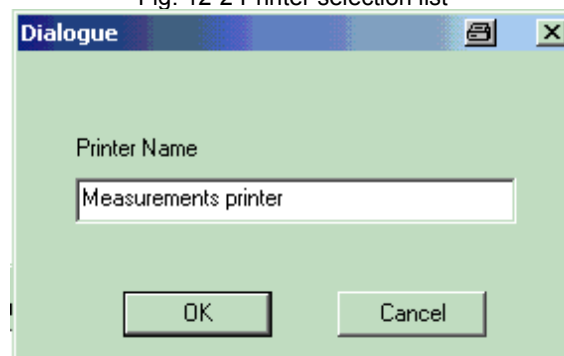 Fig. 12-2 Printer selection list
Dialogue
Printer Name
Measurements printer
OK
Cancel